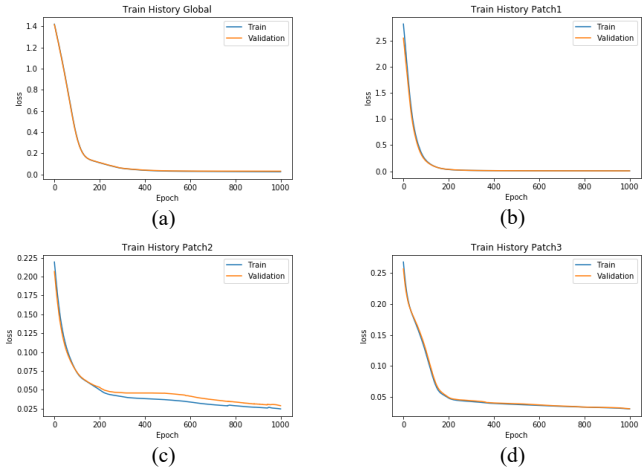 Train History Global
Train
Validation
loss
1.4
1.2
1.0
0.8
0.6
0.4
0.2
0.0
0 200 400 600 800 1000
Epoch
(a)
Train History Patch1
Train
Validation
loss
2.5
2.0
1.5
1.0
0.5
0.0
0 200 400 600 800 1000
Epoch
(b)
Train History Patch2
Train
Validation
loss
0.225
0.200
0.175
0.150
0.125
0.100
0.075
0.050
0.025
0 200 400 600 800 1000
Epoch
(c)
Train History Patch3
Train
Validation
loss
0.25
0.20
0.15
0.10
0.05
0 200 400 600 800 1000
Epoch
(d)